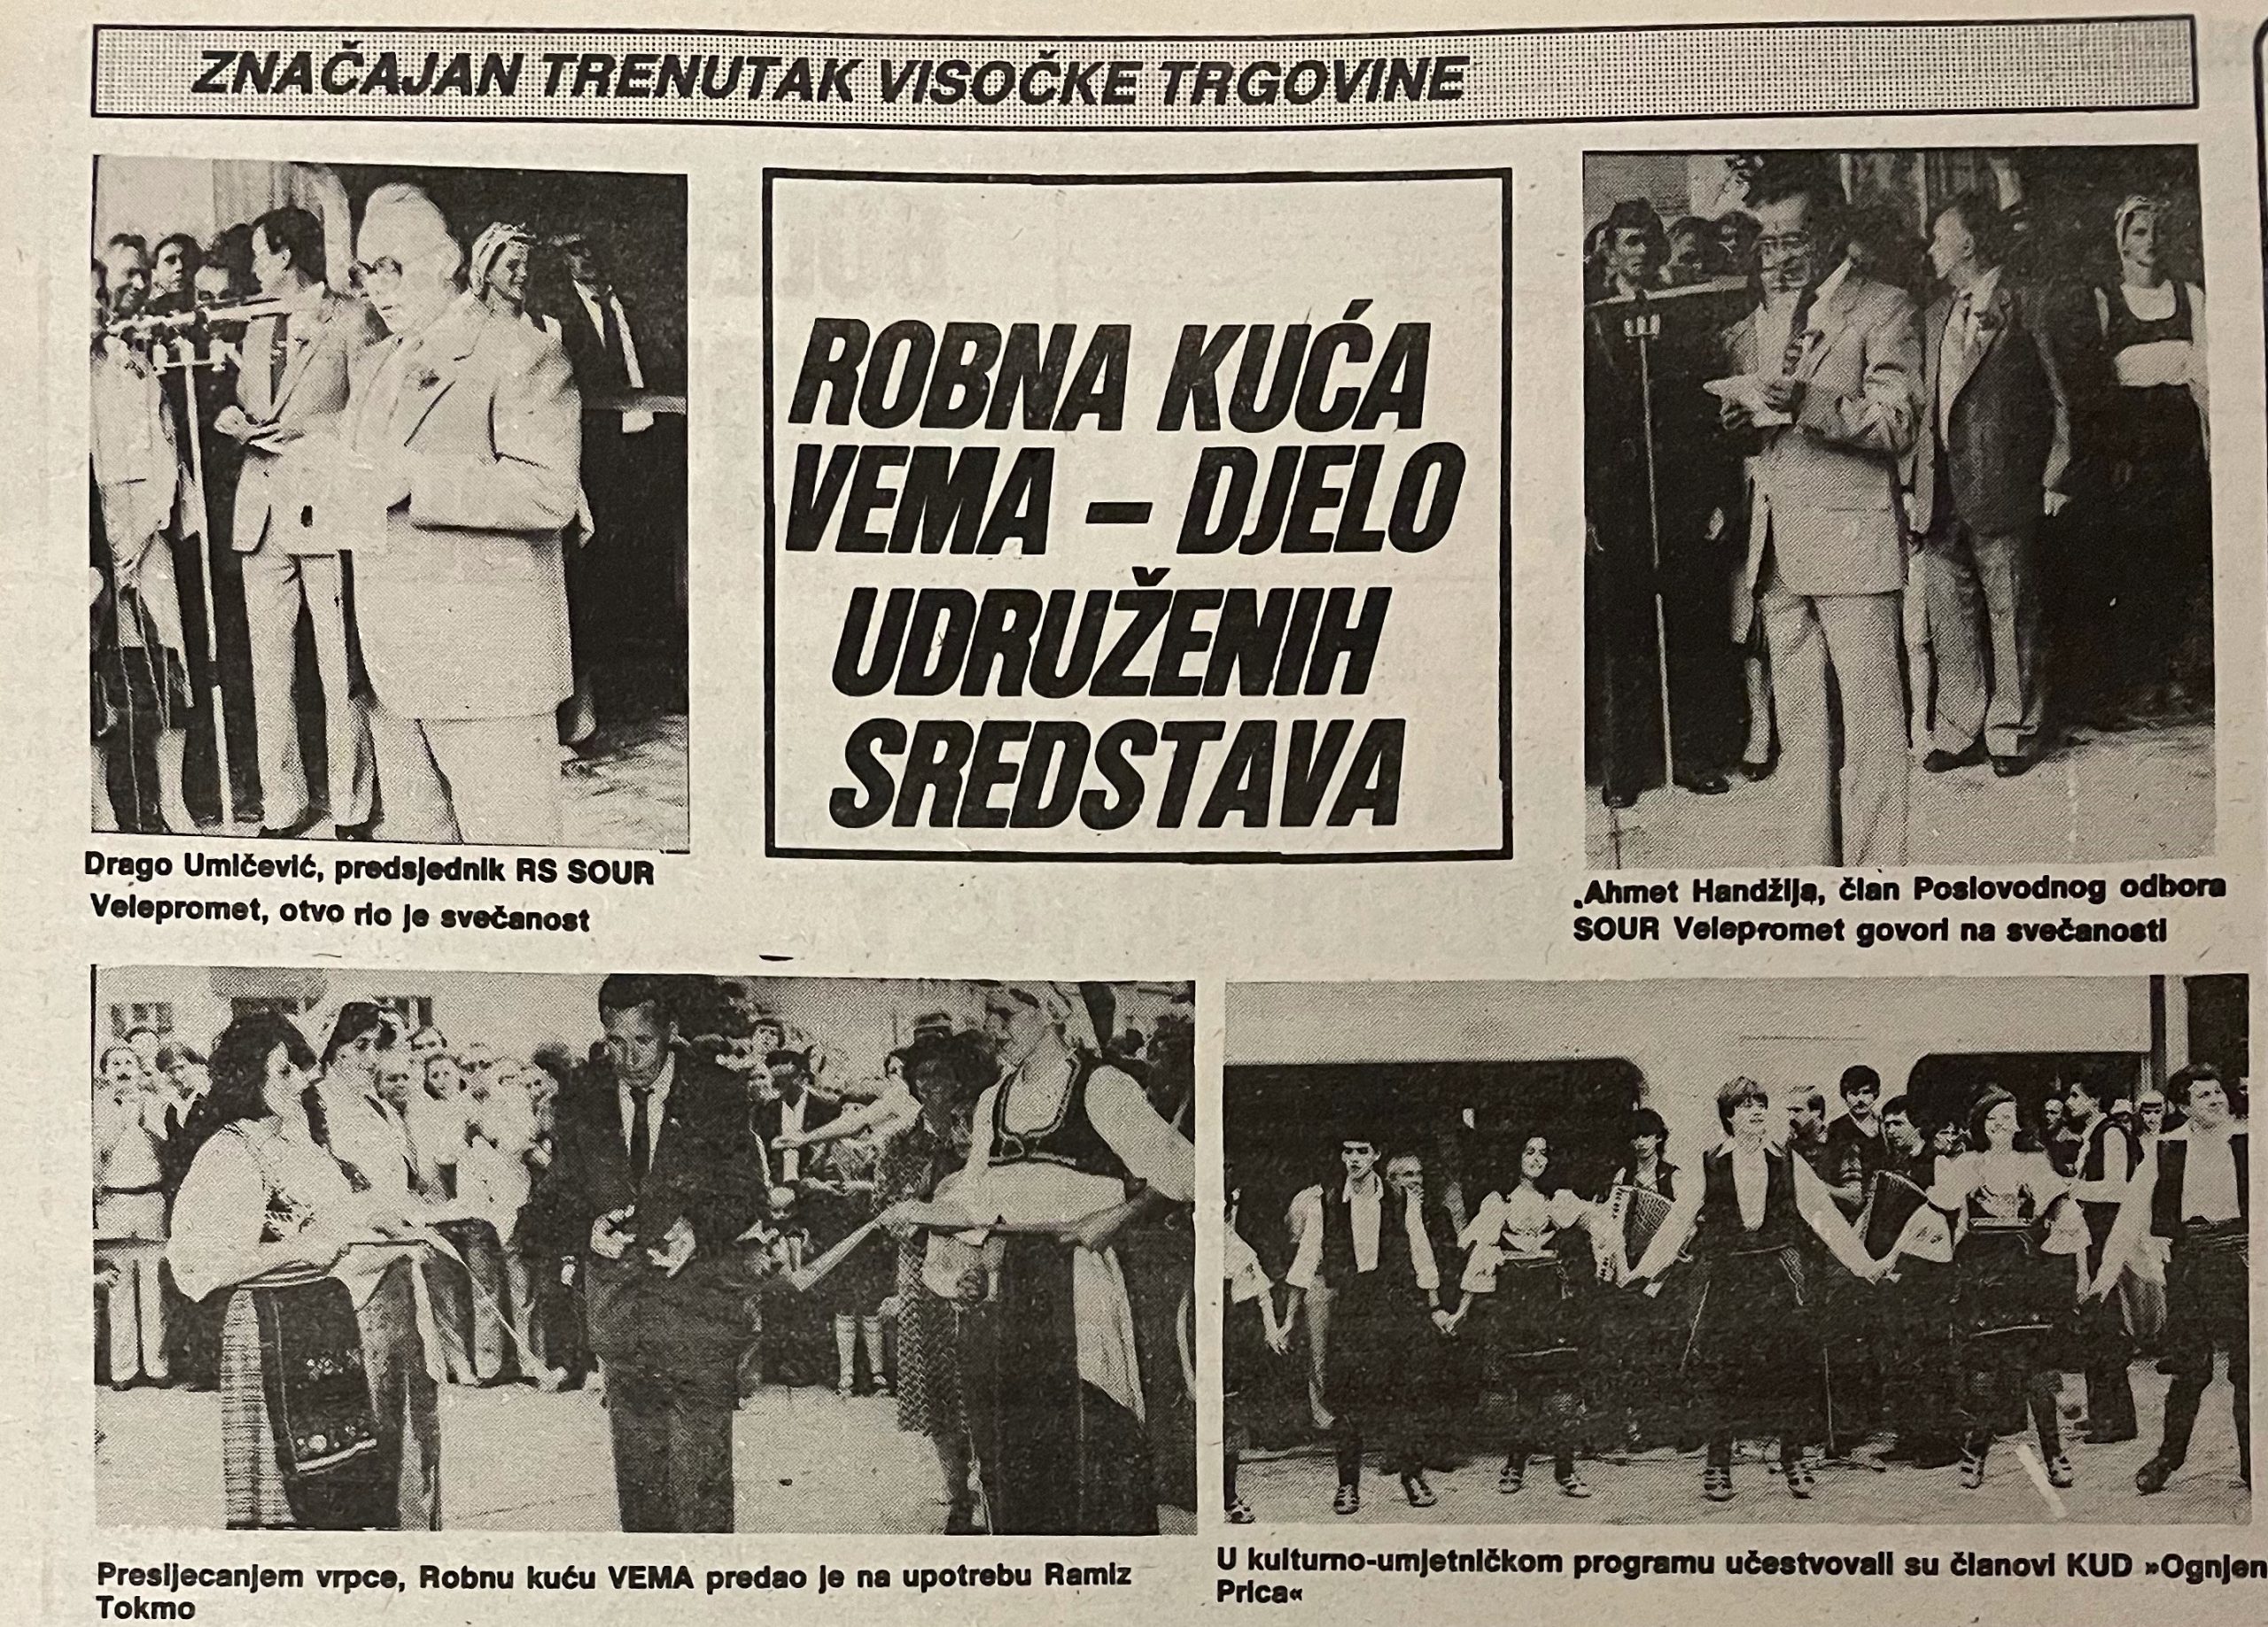 ZNAČAJAN TRENUTAK VISOČKE TRGOVINE
ROBNA KUĆA
VEMA – DJELO
UDRUŽENIH
SREDSTAVA
Drago Umičević, predsjednik RS SOUR
Velepromet, otvo rio je svečanost
Ahmet Handžija, član Poslovodnog odbora
SOUR Velepromet govori na svečanosti
Presijecanjem vrpce, Robnu kuću VEMA predao je na upotrebu Ramiz
Tokmo
U kulturno-umjetničkom programu učestvovali su članovi KUD »Ognjen
Prica«